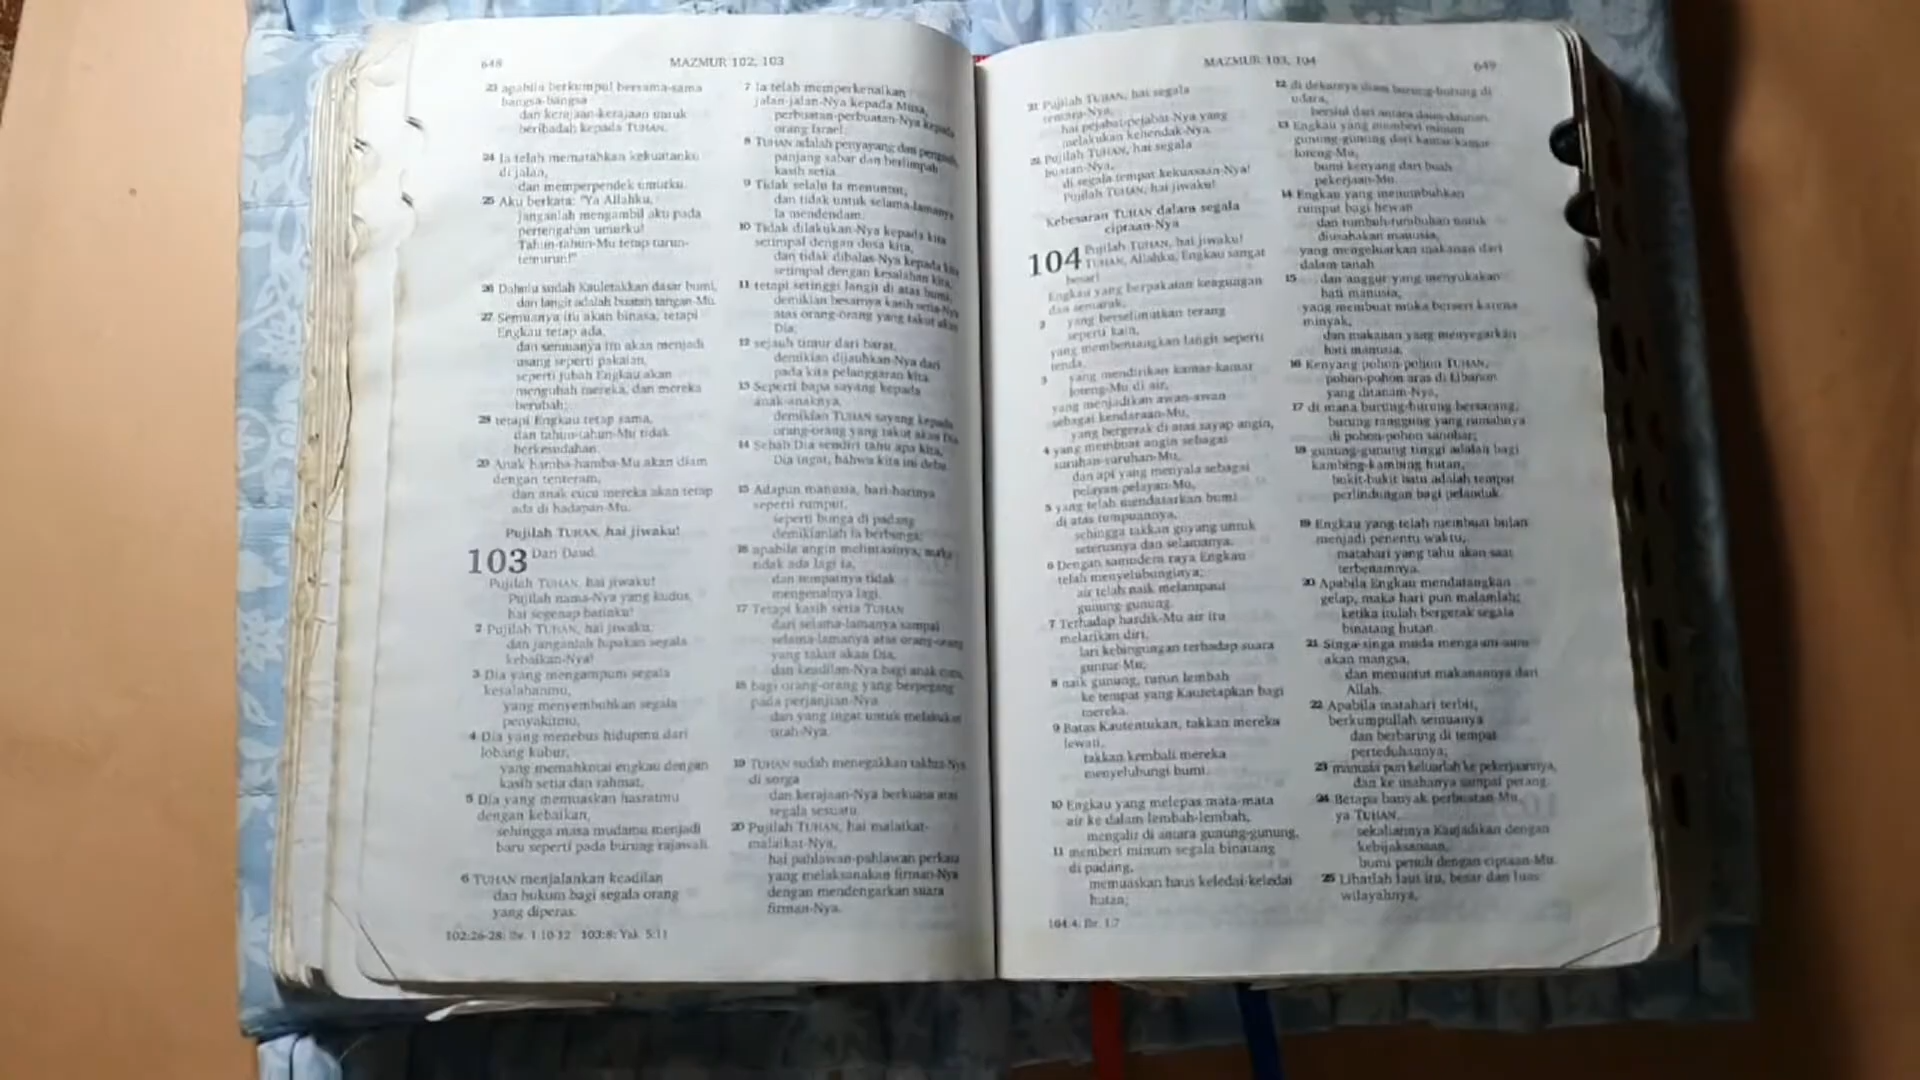 648
MAZMUR 102, 103
23 apabila berkumpul bersama-sama
bangsa-bangsa
dan kerajaan-kerajaan untuk
beribadah kepada TUHAN.
24 Ia telah mematahkan kekuatanku
di jalan,
dan memperpendek umurku.
25 Aku berkata: "Ya Allahku,
janganlah mengambil aku pada
pertengahan umurku!
Tahun-tahun-Mu tetap turun-
temurun!"
26 Dahulu sudah Kauletakkan dasar bumi,
dan langit adalah buatan tangan-Mu.
27 Semuanya itu akan binasa, tetapi
Engkau tetap ada,
dan semuanya itu akan menjadi
usang seperti pakaian,
seperti jubah Engkau akan
mengubah mereka, dan mereka
berubah;
28 tetapi Engkau tetap sama,
dan tahun-tahun-Mu tidak
berkesudahan.
29 Anak hamba-hamba-Mu akan diam
dengan tenteram,
dan anak cucu mereka akan tetap
ada di hadapan-Mu.
Pujilah TUHAN, hai jiwaku!
103 Dari Daud.
Pujilah TUHAN, hai jiwaku!
Pujilah nama-Nya yang kudus,
hai segenap batinku!
2 Pujilah TUHAN, hai jiwaku,
dan janganlah lupakan segala
kebaikan-Nya!
3 Dia yang mengampuni segala
kesalahanmu,
yang menyembuhkan segala
penyakitmu,
4 Dia yang menebus hidupmu dari
lobang kubur,
yang memahkotai engkau dengan
kasih setia dan rahmat,
5 Dia yang memuaskan hasratmu
dengan kebaikan,
sehingga masa mudamu menjadi
baru seperti pada burung rajawali.
6 TUHAN menjalankan keadilan
dan hukum bagi segala orang
yang diperas.
102:26-28: Ibr. 1:10-12 103:8: Yak. 5:11
7 Ia telah memperkenalkan
jalan-jalan-Nya kepada Musa,
perbuatan-perbuatan-Nya kepada
orang Israel.
8 TUHAN adalah penyayang dan pengasih,
panjang sabar dan berlimpah
kasih setia.
9 Tidak selalu Ia menuntut,
dan tidak untuk selama-lamanya
Ia mendendam.
10 Tidak dilakukan-Nya kepada kita
setimpal dengan dosa kita,
dan tidak dibalas-Nya kepada kita
setimpal dengan kesalahan kita,
11 tetapi setinggi langit di atas bumi,
demikian besarnya kasih setia-Nya
atas orang-orang yang takut akan
Dia;
12 sejauh timur dari barat,
demikian dijauhkan-Nya dari
pada kita pelanggaran kita.
13 Seperti bapa sayang kepada
anak-anaknya,
demikian TUHAN sayang kepada
orang-orang yang takut akan Dia.
14 Sebab Dia sendiri tahu apa kita,
Dia ingat, bahwa kita ini debu.
15 Adapun manusia, hari-harinya
seperti rumput,
seperti bunga di padang
demikianlah ia berbunga;
16 apabila angin melintasinya, maka
tidak ada lagi ia,
dan tempatnya tidak
mengenalnya lagi.
17 Tetapi kasih setia TUHAN
dari selama-lamanya sampai
selama-lamanya atas orang-orang
yang takut akan Dia,
dan keadilan-Nya bagi anak cucu,
18 bagi orang-orang yang berpegang
pada perjanjian-Nya
dan yang ingat untuk melakukan
titah-Nya.
19 TUHAN sudah menegakkan takhta-Nya
di sorga
dan kerajaan-Nya berkuasa atas
segala sesuatu.
20 Pujilah TUHAN, hai malaikat-
malaikat-Nya,
hai pahlawan-pahlawan perkasa
yang melaksanakan firman-Nya
dengan mendengarkan suara
firman-Nya.
MAZMUR 103, 104
649
21 Pujilah TUHAN, hai segala
tentara-Nya,
hai pejabat-pejabat-Nya yang
melakukan kehendak-Nya.
22 Pujilah TUHAN, hai segala
buatan-Nya,
di segala tempat kekuasaan-Nya!
Pujilah TUHAN, hai jiwaku!
Kebesaran TUHAN dalam segala
ciptaan-Nya
104 Pujilah TUHAN, hai jiwaku!
TUHAN, Allahku, Engkau sangat
besar!
Engkau yang berpakaian keagungan
dan semarak,
2 yang berselimutkan terang
seperti kain,
yang membentangkan langit seperti
tenda,
3 yang mendirikan kamar-kamar
loteng-Mu di air,
yang menjadikan awan-awan
sebagai kendaraan-Mu,
yang bergerak di atas sayap angin,
4 yang membuat angin sebagai
suruhan-suruhan-Mu,
dan api yang menyala sebagai
pelayan-pelayan-Mu,
5 yang telah mendasarkan bumi
di atas tumpuannya,
sehingga takkan goyang untuk
seterusnya dan selamanya.
6 Dengan samudera raya Engkau
telah menyelubunginya;
air telah naik melampaui
gunung-gunung.
7 Terhadap hardik-Mu air itu
melarikan diri,
lari kebingungan terhadap suara
guntur-Mu,
8 naik gunung, turun lembah
ke tempat yang Kautetapkan bagi
mereka.
9 Batas Kautentukan, takkan mereka
lewati,
takkan kembali mereka
menyelubungi bumi.
10 Engkau yang melepas mata-mata
air ke dalam lembah-lembah,
mengalir di antara gunung-gunung,
11 memberi minum segala binatang
di padang,
memuaskan haus keledai-keledai
hutan;
104:4: Ibr. 1:7
12 di dekatnya diam burung-burung di
udara,
bersiul dari antara daun-daunan.
13 Engkau yang memberi minum
gunung-gunung dari kamar-kamar
loteng-Mu,
bumi kenyang dari buah
pekerjaan-Mu.
14 Engkau yang menumbuhkan
rumput bagi hewan
dan tumbuh-tumbuhan untuk
diusahakan manusia,
yang mengeluarkan makanan dari
dalam tanah
15 dan anggur yang menyukakan
hati manusia,
yang membuat muka berseri karena
minyak,
dan makanan yang menyegarkan
hati manusia.
16 Kenyang pohon-pohon TUHAN,
pohon-pohon aras di Libanon
yang ditanam-Nya,
17 di mana burung-burung bersarang,
burung ranggung yang rumahnya
di pohon-pohon sanobar;
18 gunung-gunung tinggi adalah bagi
kambing-kambing hutan,
bukit-bukit batu adalah tempat
perlindungan bagi pelanduk.
19 Engkau yang telah membuat bulan
menjadi penentu waktu,
matahari yang tahu akan saat
terbenamnya.
20 Apabila Engkau mendatangkan
gelap, maka hari pun malamlah;
ketika itulah bergerak segala
binatang hutan.
21 Singa-singa muda mengaum-aum
akan mangsa,
dan menuntut makanannya dari
Allah.
22 Apabila matahari terbit,
berkumpullah semuanya
dan berbaring di tempat
perteduhannya;
23 manusia pun keluarlah ke pekerjaannya,
dan ke usahanya sampai petang.
24 Betapa banyak perbuatan-Mu,
ya TUHAN,
sekaliannya Kaujadikan dengan
kebijaksanaan,
bumi penuh dengan ciptaan-Mu.
25 Lihatlah laut itu, besar dan luas
wilayahnya,